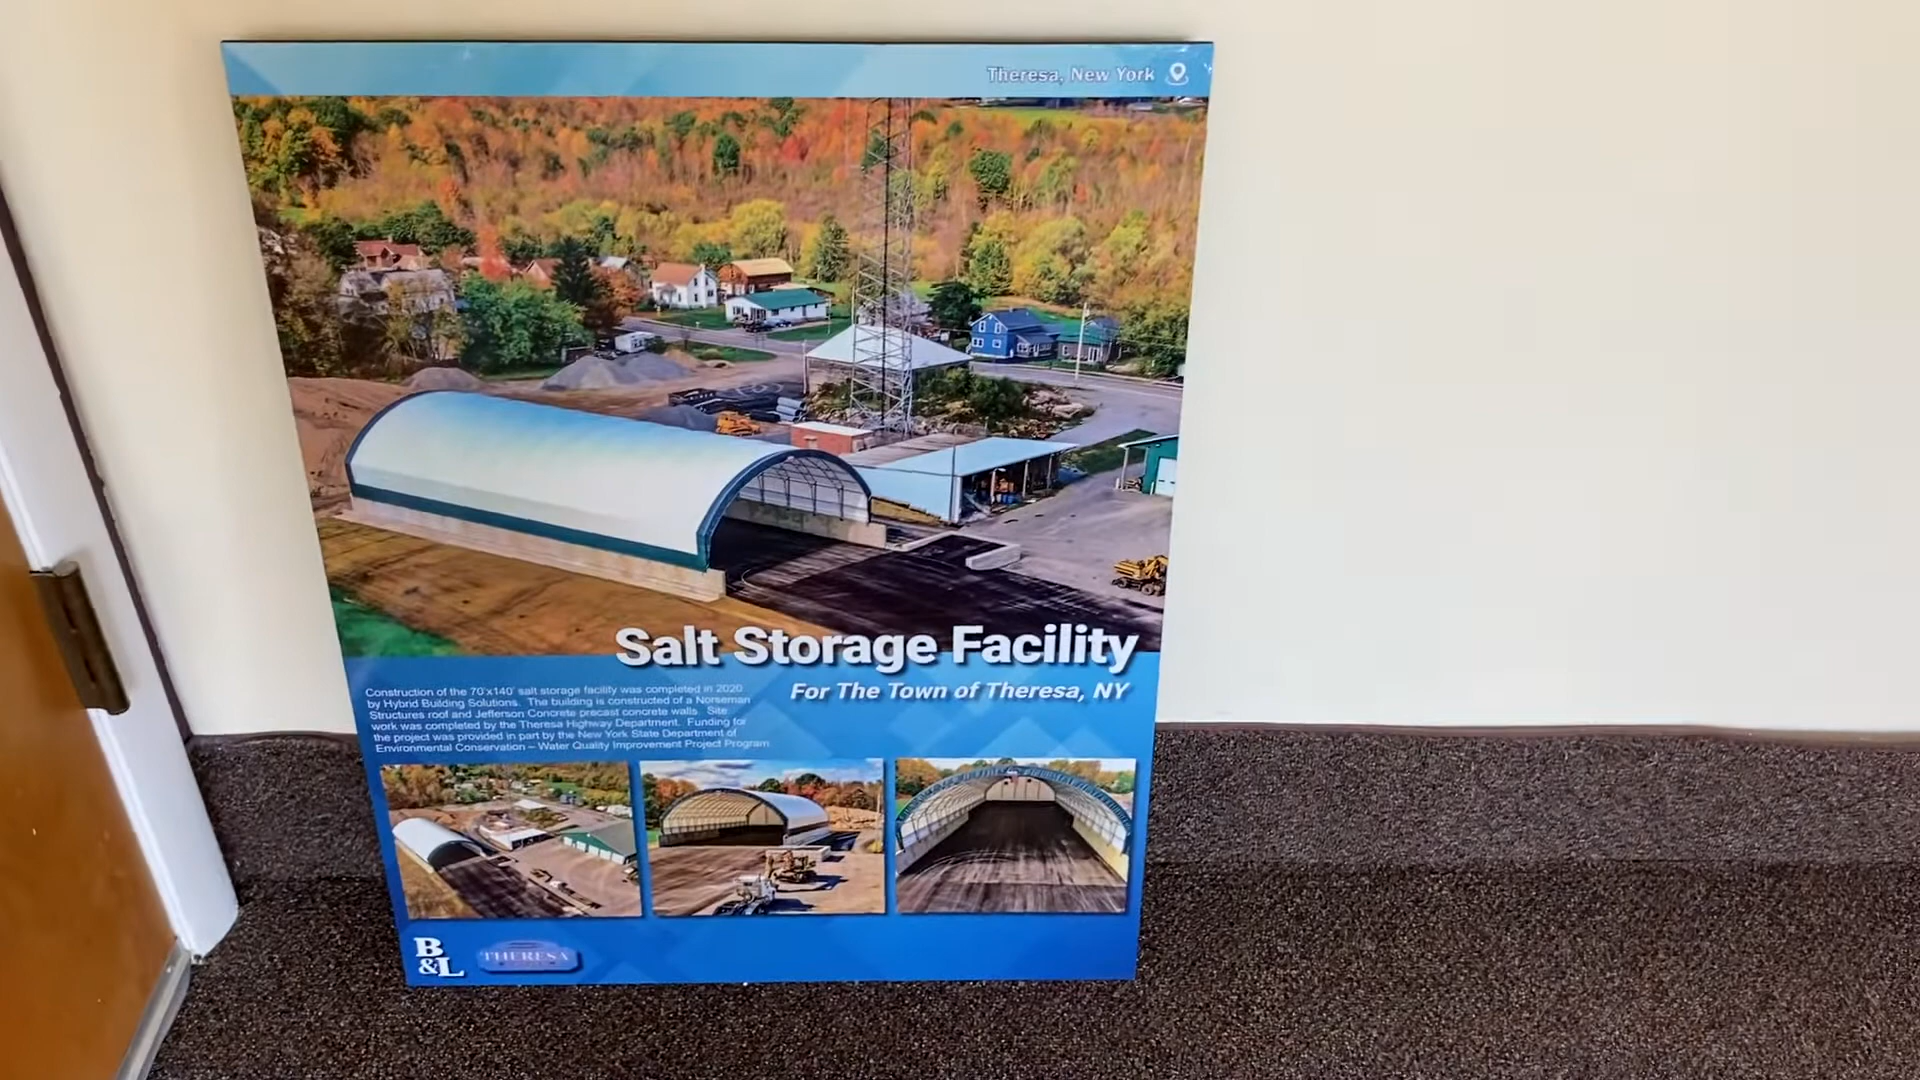 Theresa, New York
Salt Storage Facility
For The Town of Theresa, NY
Construction of the 70'x140' salt storage facility was completed in 2020
by Hybrid Building Solutions. The building is constructed of a Norseman
Structures roof and Jefferson Concrete precast concrete walls. Site
work was completed by the Theresa Highway Department. Funding for
the project was provided in part by the New York State Department of
Environmental Conservation – Water Quality Improvement Project Program.
B
&L
THERESA